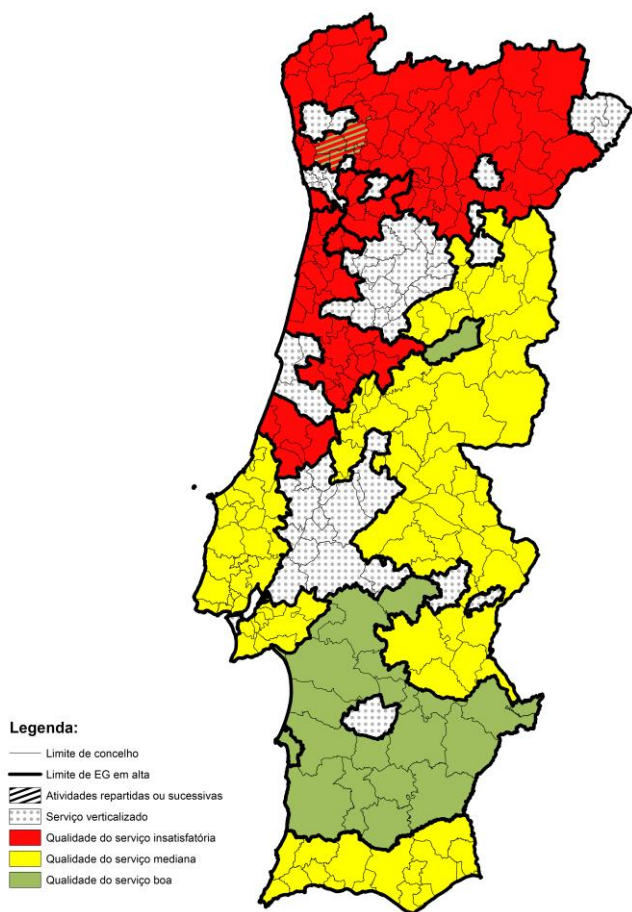 Legenda:
Limite de concelho
Limite de EG em alta
Atividades repartidas ou sucessivas
Serviço verticalizado
Qualidade do serviço insatisfatória
Qualidade do serviço mediana
Qualidade do serviço boa